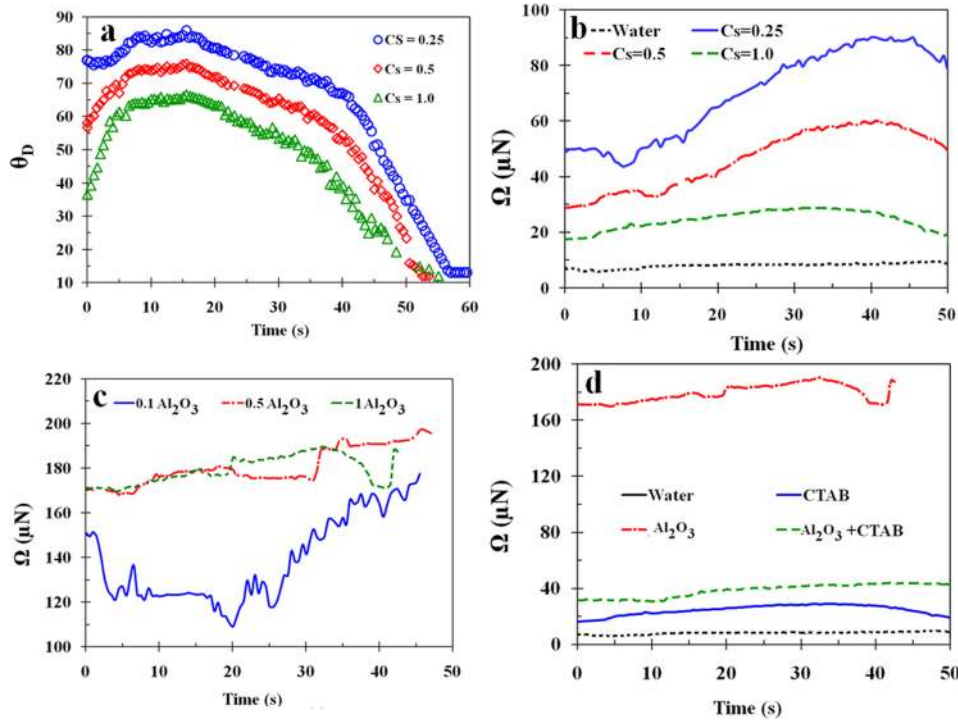 a
CS = 0.25
Cs = 0.5
Cs = 1.0
θD
90
80
70
60
50
40
30
20
10
0 10 20 30 40 50 60
Time (s)
b
Water Cs=0.25
Cs=0.5 Cs=1.0
Ω (μN)
100
80
60
40
20
0
0 10 20 30 40 50
Time (s)
c
0.1 Al2O3 0.5 Al2O3 1Al2O3
Ω (μN)
220
200
180
160
140
120
100
0 10 20 30 40 50
Time (s)
d
Water CTAB
Al2O3 Al2O3 +CTAB
Ω (μN)
200
160
120
80
40
0
0 10 20 30 40 50
Time (s)